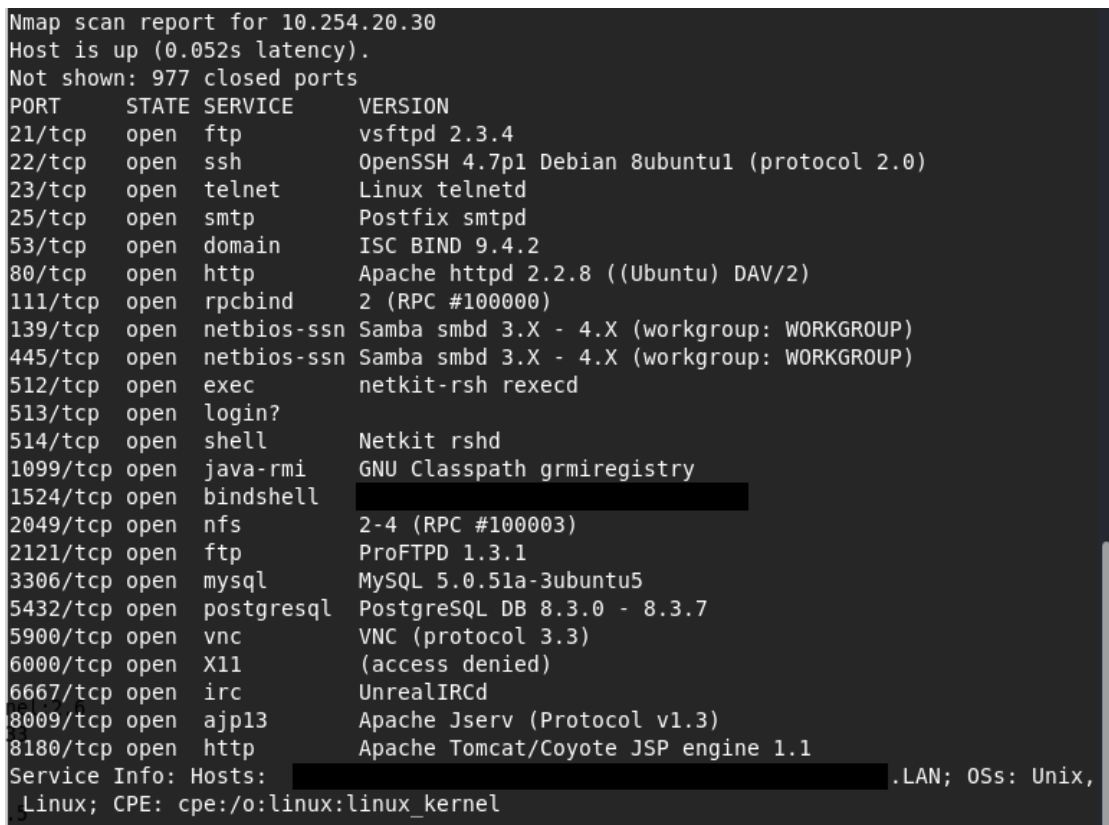 Nmap scan report for 10.254.20.30
Host is up (0.052s latency).
Not shown: 977 closed ports
PORT     STATE SERVICE     VERSION
21/tcp   open  ftp         vsftpd 2.3.4
22/tcp   open  ssh         OpenSSH 4.7p1 Debian 8ubuntu1 (protocol 2.0)
23/tcp   open  telnet      Linux telnetd
25/tcp   open  smtp        Postfix smtpd
53/tcp   open  domain      ISC BIND 9.4.2
80/tcp   open  http        Apache httpd 2.2.8 ((Ubuntu) DAV/2)
111/tcp  open  rpcbind     2 (RPC #100000)
139/tcp  open  netbios-ssn Samba smbd 3.X - 4.X (workgroup: WORKGROUP)
445/tcp  open  netbios-ssn Samba smbd 3.X - 4.X (workgroup: WORKGROUP)
512/tcp  open  exec        netkit-rsh rexecd
513/tcp  open  login?
514/tcp  open  shell       Netkit rshd
1099/tcp open  java-rmi    GNU Classpath grmiregistry
1524/tcp open  bindshell
2049/tcp open  nfs         2-4 (RPC #100003)
2121/tcp open  ftp         ProFTPD 1.3.1
3306/tcp open  mysql       MySQL 5.0.51a-3ubuntu5
5432/tcp open  postgresql  PostgreSQL DB 8.3.0 - 8.3.7
5900/tcp open  vnc         VNC (protocol 3.3)
6000/tcp open  X11         (access denied)
6667/tcp open  irc         UnrealIRCd
8009/tcp open  ajp13       Apache Jserv (Protocol v1.3)
8180/tcp open  http        Apache Tomcat/Coyote JSP engine 1.1
Service Info: Hosts: .LAN; OSs: Unix,
Linux; CPE: cpe:/o:linux:linux_kernel